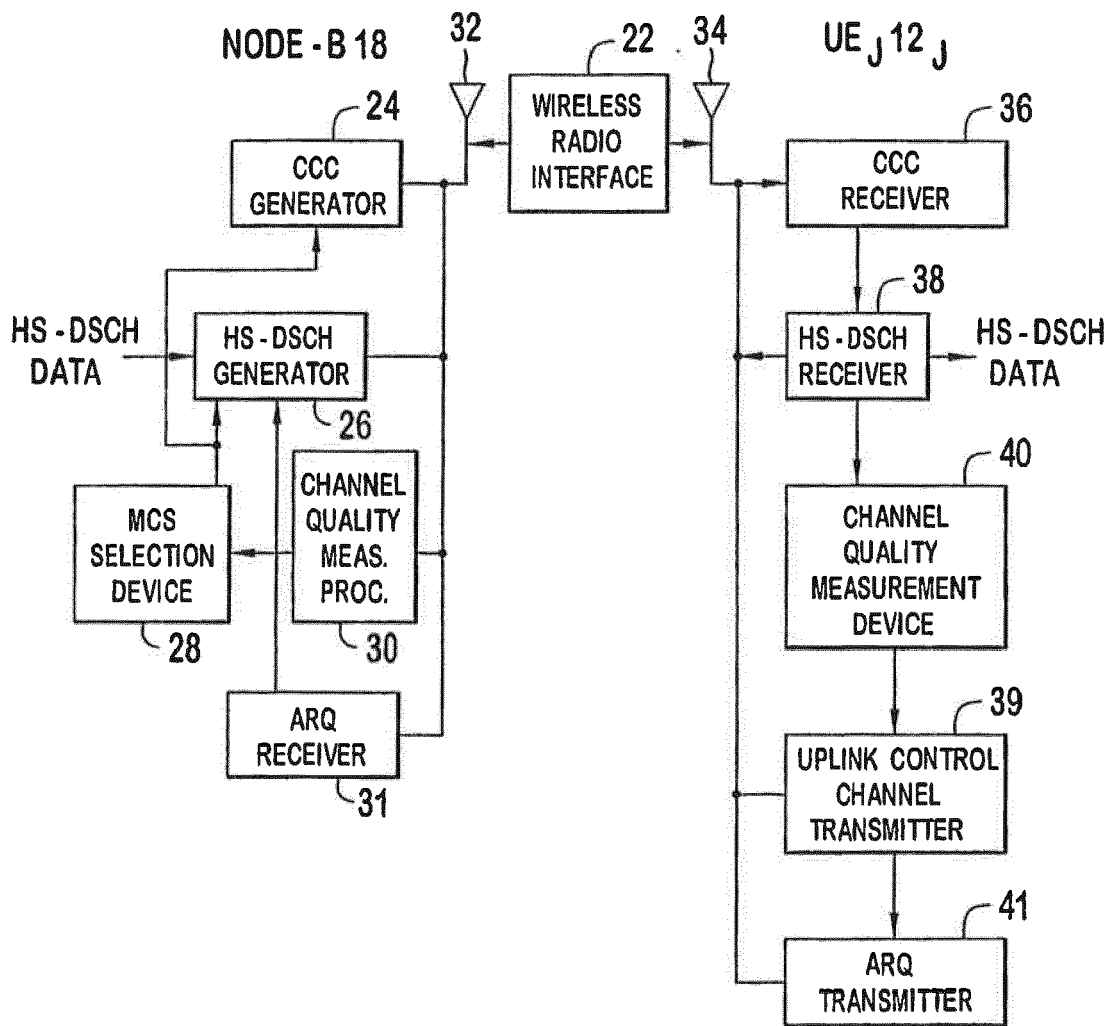 NODE - B 18
32
22
34
UE J 12 J
24
WIRELESS
RADIO
INTERFACE
36
CCC
GENERATOR
CCC
RECEIVER
38
HS - DSCH
DATA
HS - DSCH
GENERATOR
26
HS - DSCH
RECEIVER
HS - DSCH
DATA
40
MCS
SELECTION
DEVICE
28
CHANNEL
QUALITY
MEAS.
PROC.
30
CHANNEL
QUALITY
MEASUREMENT
DEVICE
39
ARQ
RECEIVER
31
UPLINK CONTROL
CHANNEL
TRANSMITTER
41
ARQ
TRANSMITTER